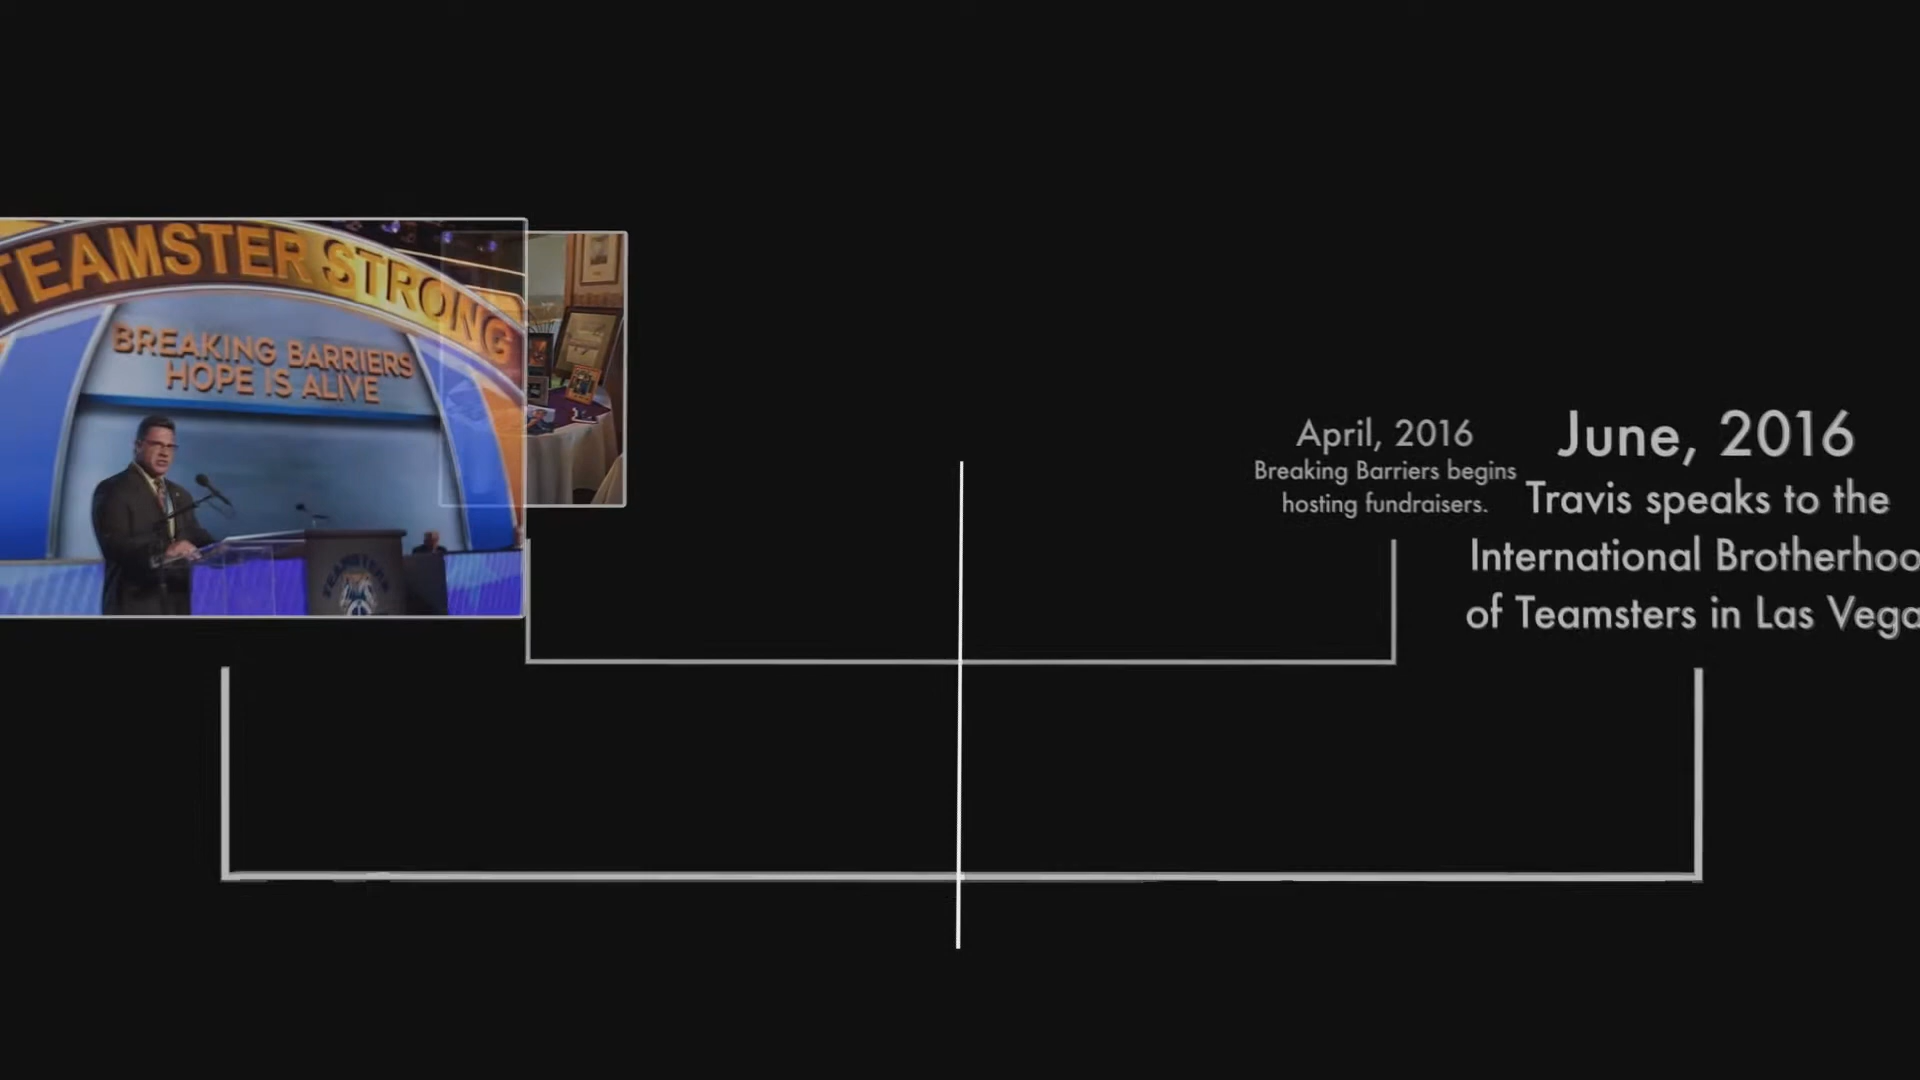 TEAMSTER STRONG
BREAKING BARRIERS
HOPE IS ALIVE
TEAMSTERS
April, 2016
Breaking Barriers begins
hosting fundraisers.
June, 2016
Travis speaks to the
International Brotherhoo
of Teamsters in Las Vega